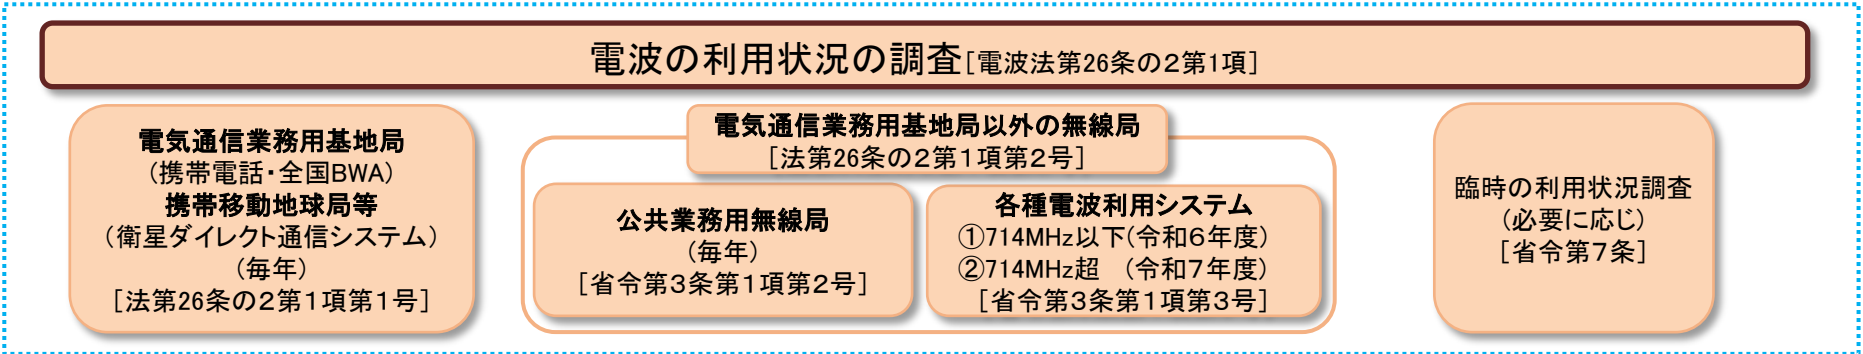 電波の利用状況の調査[電波法第26条の２第1項]
電気通信業務用基地局
（携帯電話・全国BWA）
携帯移動地球局等
（衛星ダイレクト通信システム）
（毎年）
［法第26条の２第１項第１号］
電気通信業務用基地局以外の無線局
［法第26条の２第１項第２号］
公共業務用無線局
（毎年）
［省令第３条第１項第２号］
各種電波利用システム
①714MHz以下（令和６年度）
②714MHz超　（令和７年度）
［省令第３条第１項第３号］
臨時の利用状況調査
（必要に応じ）
［省令第７条］